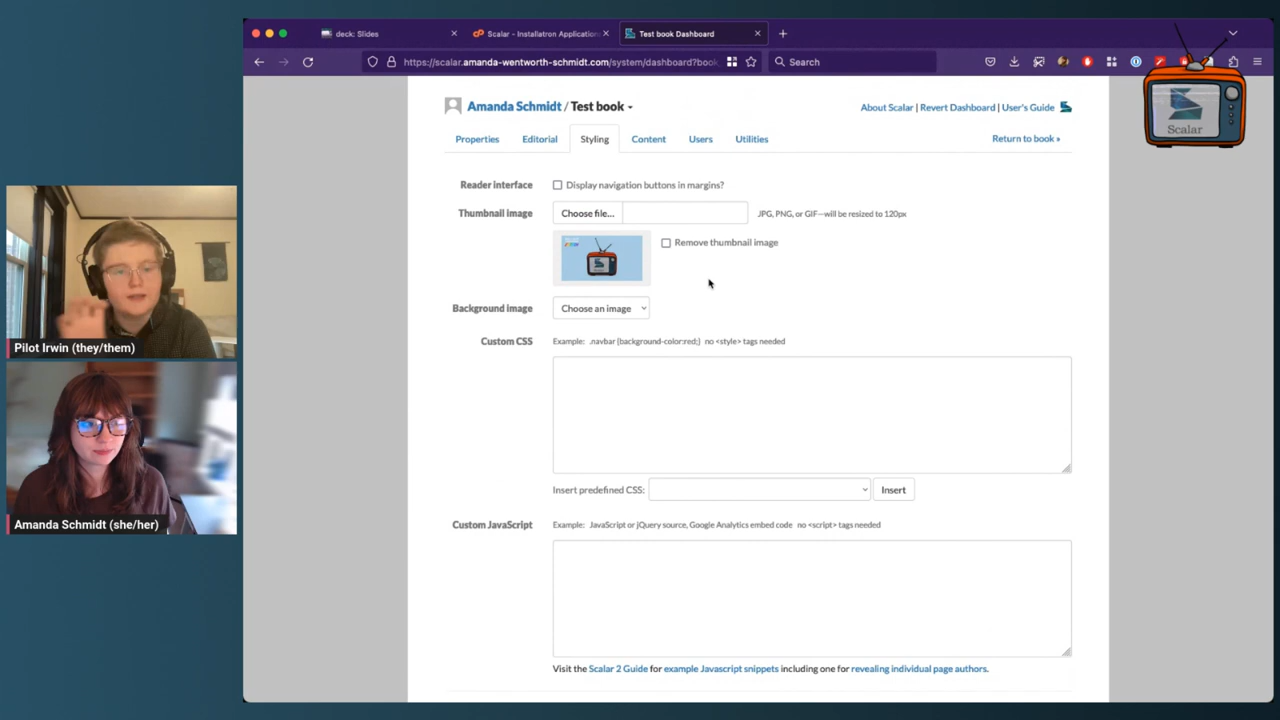 deck: Slides
Scalar - Installatron Application
Test book Dashboard
https://scalar.amanda-wentworth-schmidt.com/system/dashboard?book
Search
Scalar
Amanda Schmidt / Test book
About Scalar | Revert Dashboard | User's Guide
Properties
Editorial
Styling
Content
Users
Utilities
Return to book »
Reader interface
Display navigation buttons in margins?
Thumbnail image
Choose file...
JPG, PNG, or GIF—will be resized to 120px
Remove thumbnail image
Background image
Choose an image
Custom CSS
Example: .navbar {background-color:red;} no <style> tags needed
Insert predefined CSS:
Insert
Custom JavaScript
Example: JavaScript or jQuery source, Google Analytics embed code no <script> tags needed
Visit the Scalar 2 Guide for example Javascript snippets including one for revealing individual page authors.
Pilot Irwin (they/them)
Amanda Schmidt (she/her)